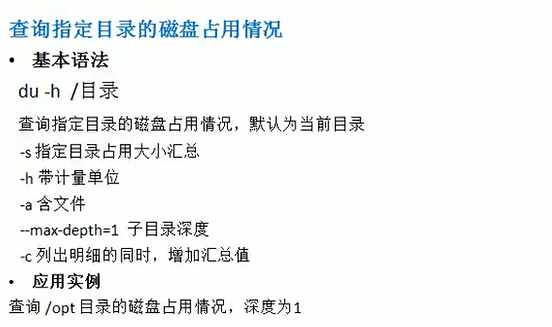 查询指定目录的磁盘占用情况
• 基本语法
du -h /目录
查询指定目录的磁盘占用情况，默认为当前目录
-s 指定目录占用大小汇总
-h 带计量单位
-a 含文件
--max-depth=1 子目录深度
-c 列出明细的同时，增加汇总值
• 应用实例
查询 /opt 目录的磁盘占用情况，深度为1